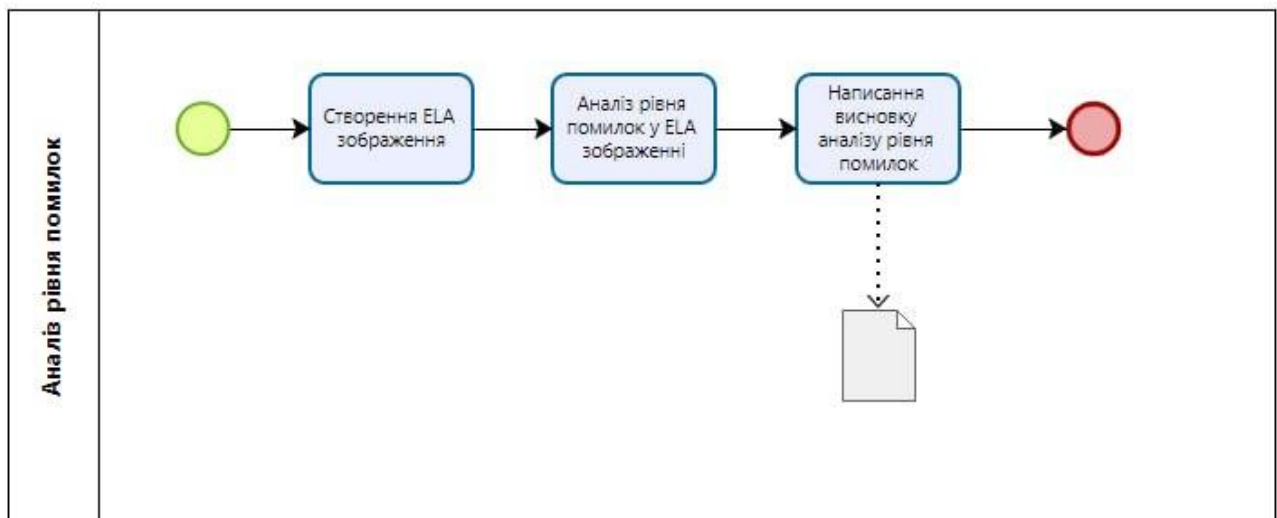 Аналіз рівня помилок
Створення ELA
зображення
Аналіз рівня
помилок у ELA
зображенні
Написання
висновку
аналізу рівня
помилок